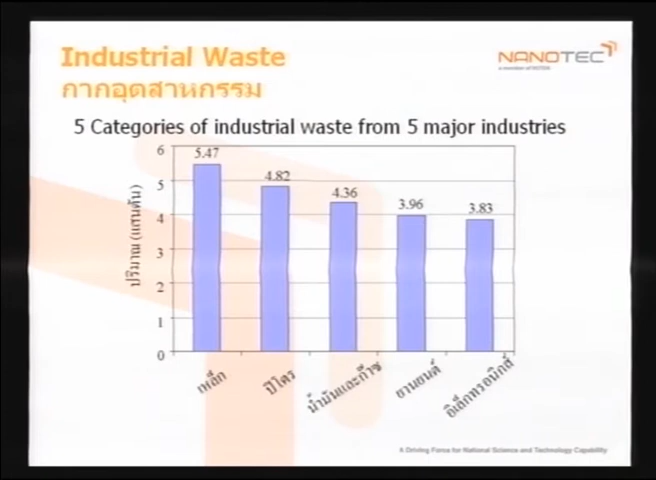 Industrial Waste
กากอุตสาหกรรม
NANOTEC
a member of NSTDA
5 Categories of industrial waste from 5 major industries
ปริมาณ (แสนตัน)
6
5
4
3
2
1
0
5.47
4.82
4.36
3.96
3.83
เหล็ก
ปิโตร
น้ำมันและก๊าซ
ยานยนต์
อิเล็กทรอนิกส์
A Driving Force for National Science and Technology Capability